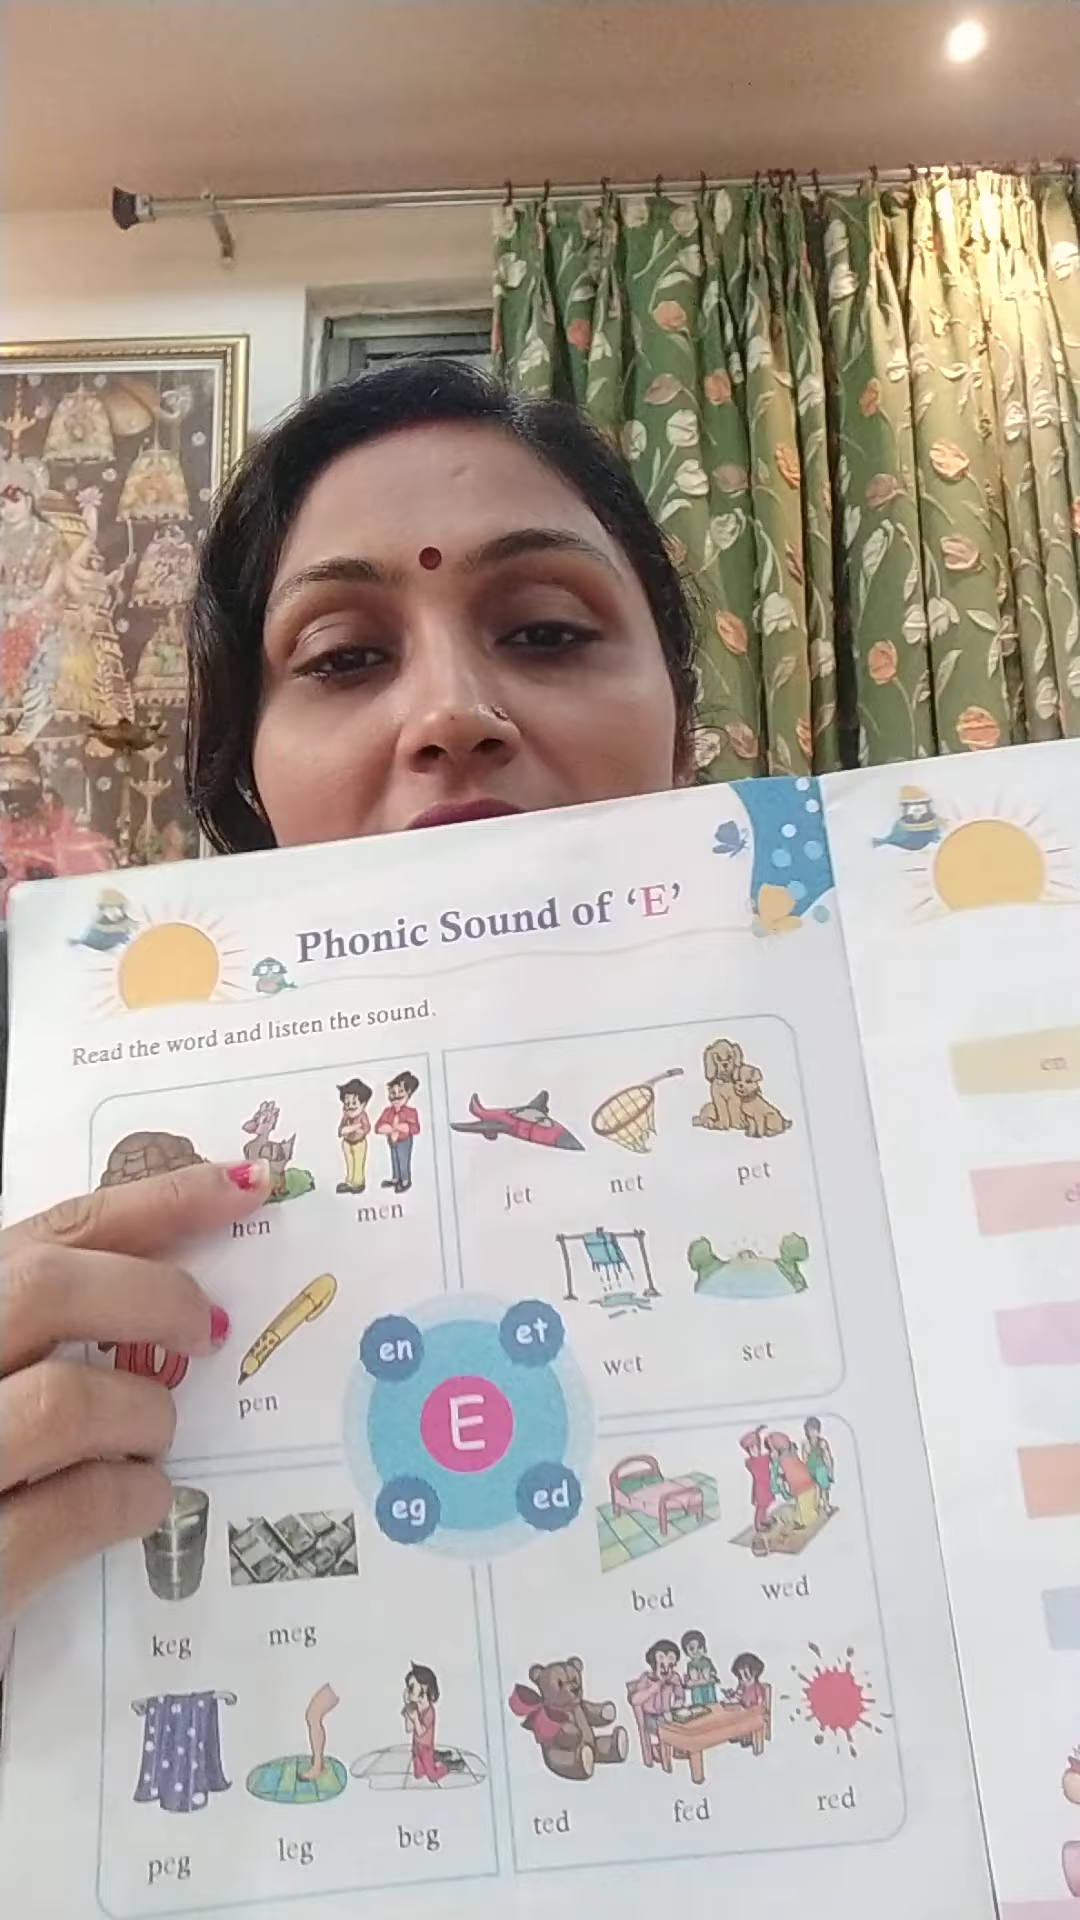 Phonic Sound of ‘E’
Read the word and listen the sound.
hen men
pen
jet net pet
wet set
en et
E
eg ed
keg meg
peg leg beg
bed wed
ted fed red
en